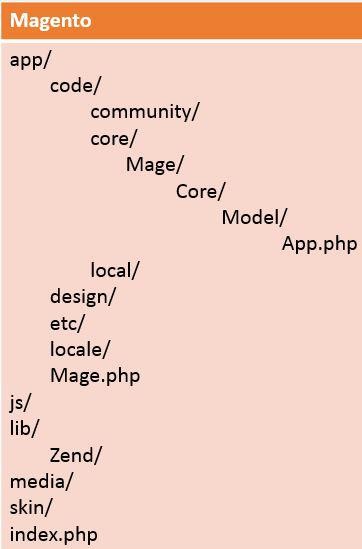 Magento
app/
code/
community/
core/
Mage/
Core/
Model/
App.php
local/
design/
etc/
locale/
Mage.php
js/
lib/
Zend/
media/
skin/
index.php